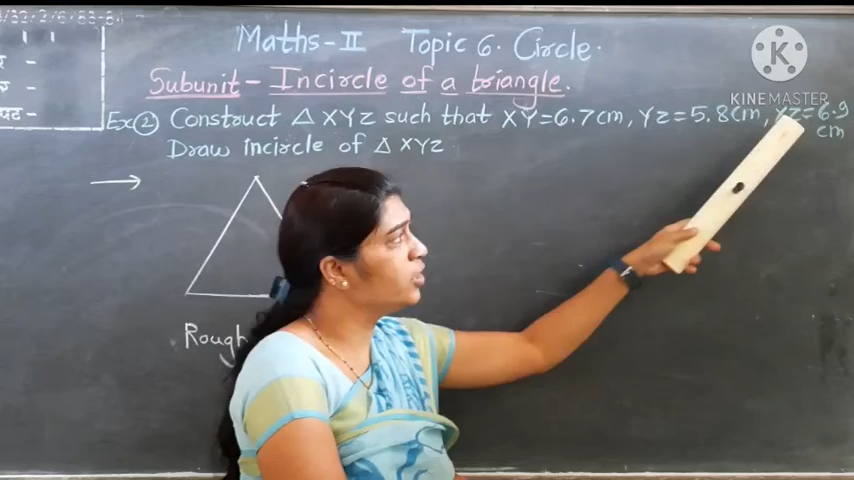 Maths-II Topic 6. Circle.
Subunit - Incircle of a triangle.
Ex② Construct △ XYZ such that XY=6.7cm, YZ=5.8cm, XZ=6.9
cm
Draw incircle of △ XYZ
→
Rough
K
KINEMASTER